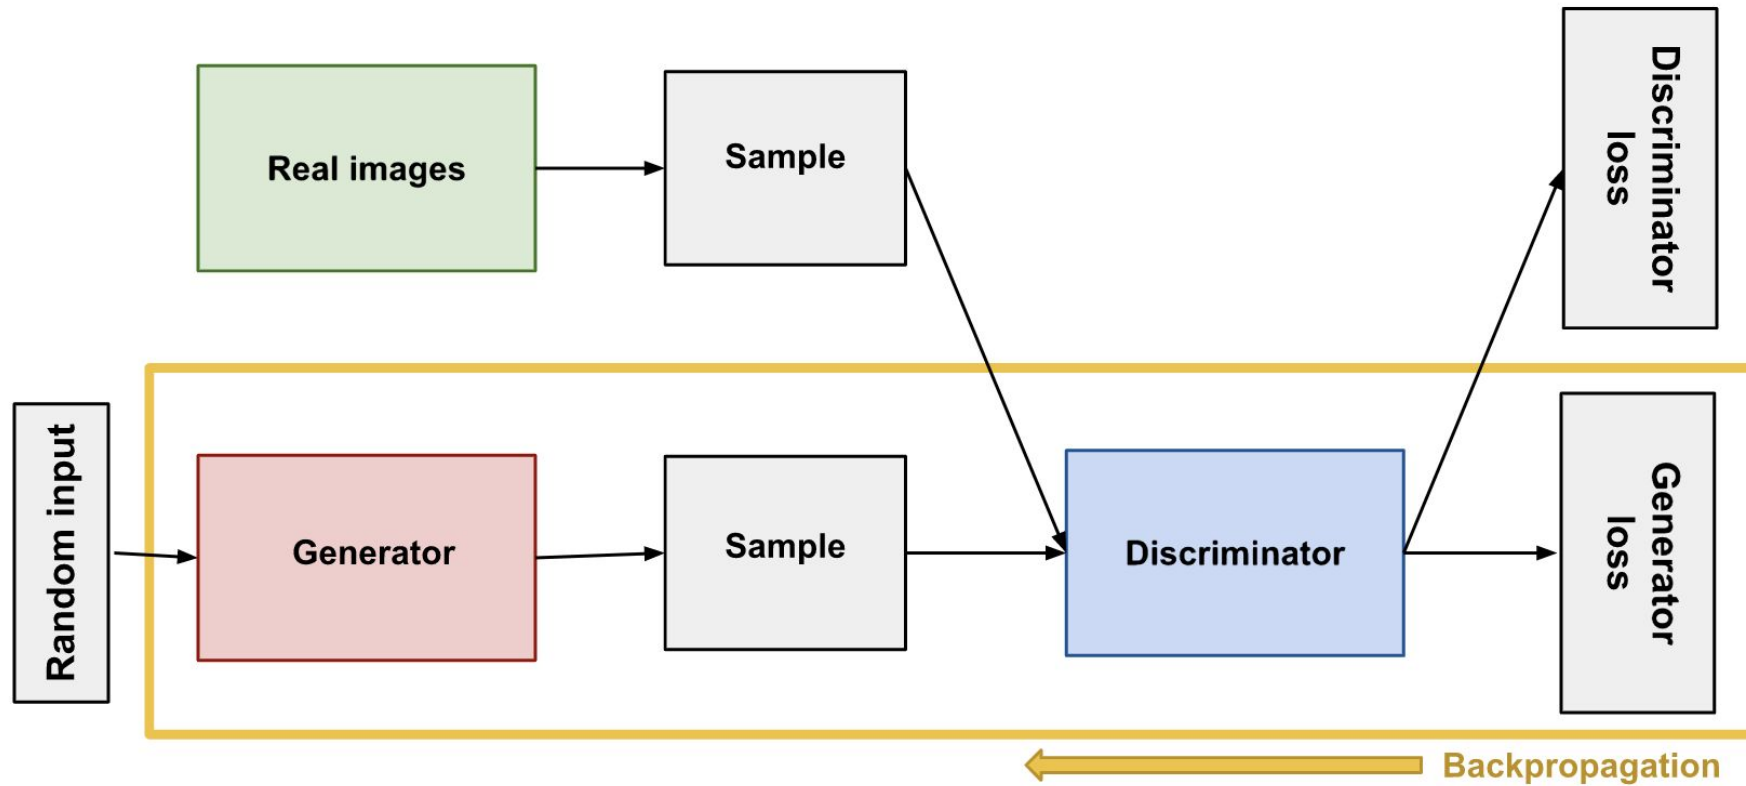 Real images
Sample
Discriminator
loss
Random input
Generator
Sample
Discriminator
Generator
loss
Backpropagation